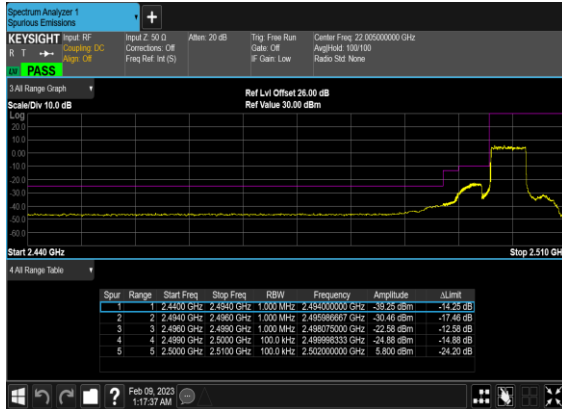 Spectrum Analyzer 1
Spurious Emissions
KEYSIGHT Input: RF
R T Coupling: DC
Align: Off
Input Z: 50 Ω
Corrections: Off
Freq Ref: Int (S)
Atten: 20 dB
Trig: Free Run
Gate: Off
IF Gain: Low
Center Freq: 22.005000000 GHz
Avg|Hold: 100/100
Radio Std: None
PASS
3 All Range Graph
Scale/Div 10.0 dB
Ref Lvl Offset 26.00 dB
Ref Value 30.00 dBm
Log
20.0
10.0
0.00
-10.0
-20.0
-30.0
-40.0
-50.0
-60.0
Start 2.440 GHz
Stop 2.510 GH
4 All Range Table
Spur Range Start Freq Stop Freq RBW Frequency Amplitude ΔLimit
1 1 2.4400 GHz 2.4940 GHz 1.000 MHz 2.494000000 GHz -39.25 dBm -14.25 dB
2 2 2.4940 GHz 2.4960 GHz 1.000 MHz 2.495986667 GHz -30.46 dBm -17.46 dB
3 3 2.4960 GHz 2.4990 GHz 1.000 MHz 2.498075000 GHz -22.58 dBm -12.58 dB
4 4 2.4990 GHz 2.5000 GHz 100.0 kHz 2.499998333 GHz -24.88 dBm -14.88 dB
5 5 2.5000 GHz 2.5100 GHz 100.0 kHz 2.502000000 GHz 5.800 dBm -24.20 dB
?
Feb 09, 2023
1:17:37 AM